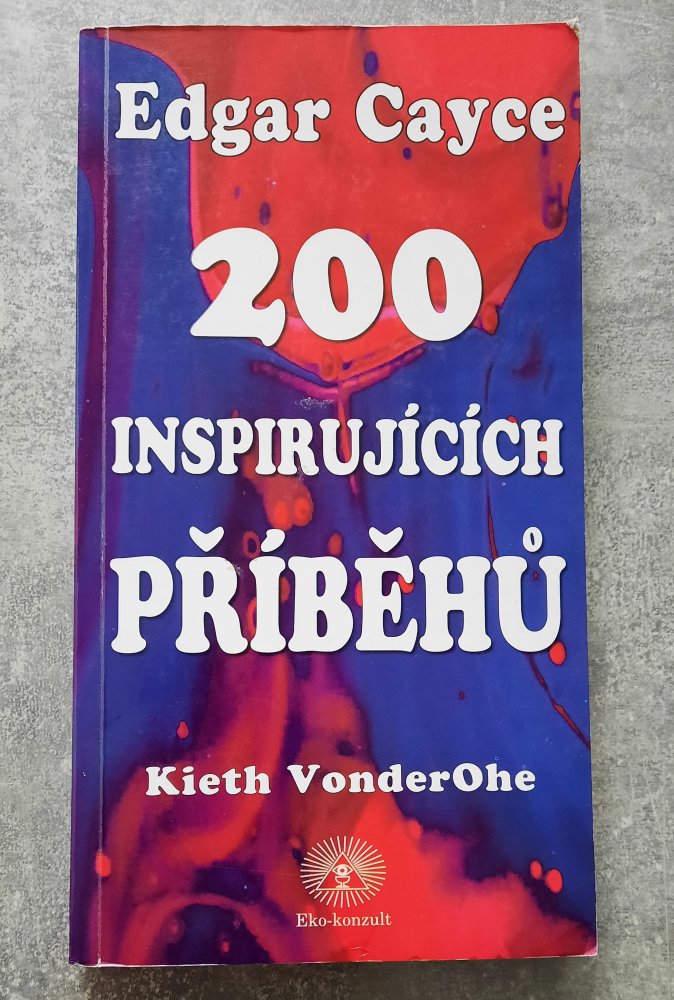 Edgar Cayce
200
INSPIRUJÍCÍCH
PŘÍBĚHŮ
Kieth VonderOhe
Eko-konzult